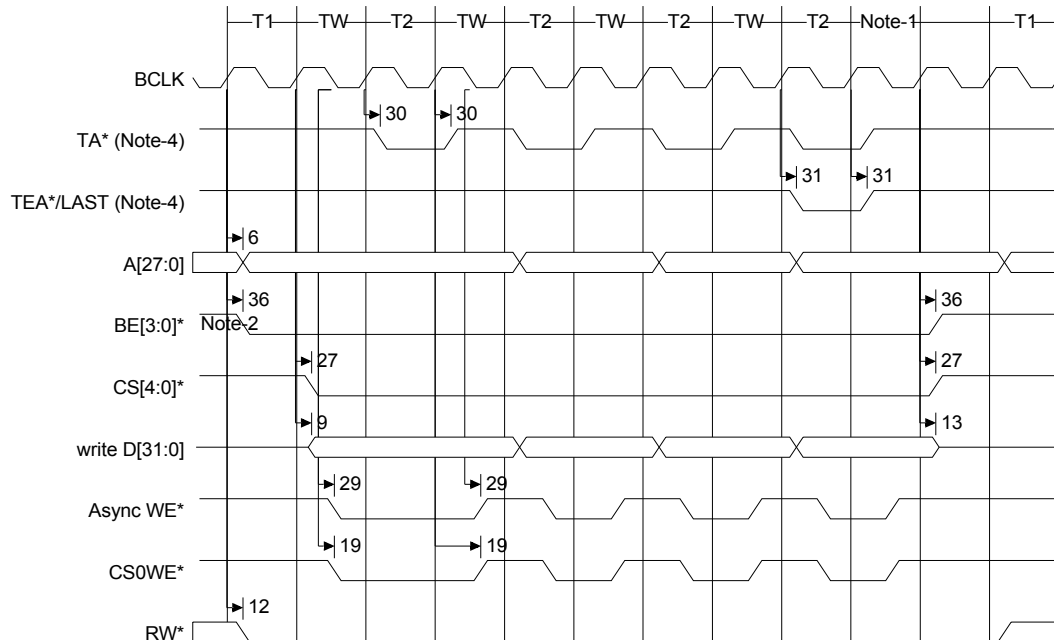 T1 TW T2 TW T2 TW T2 TW T2 Note-1 T1
BCLK
30 30
TA* (Note-4)
31 31
TEA*/LAST (Note-4)
6
A[27:0]
36 36
BE[3:0]* Note-2
27 27
CS[4:0]*
9 13
write D[31:0]
29 29
Async WE*
19 19
CS0WE*
12
RW*